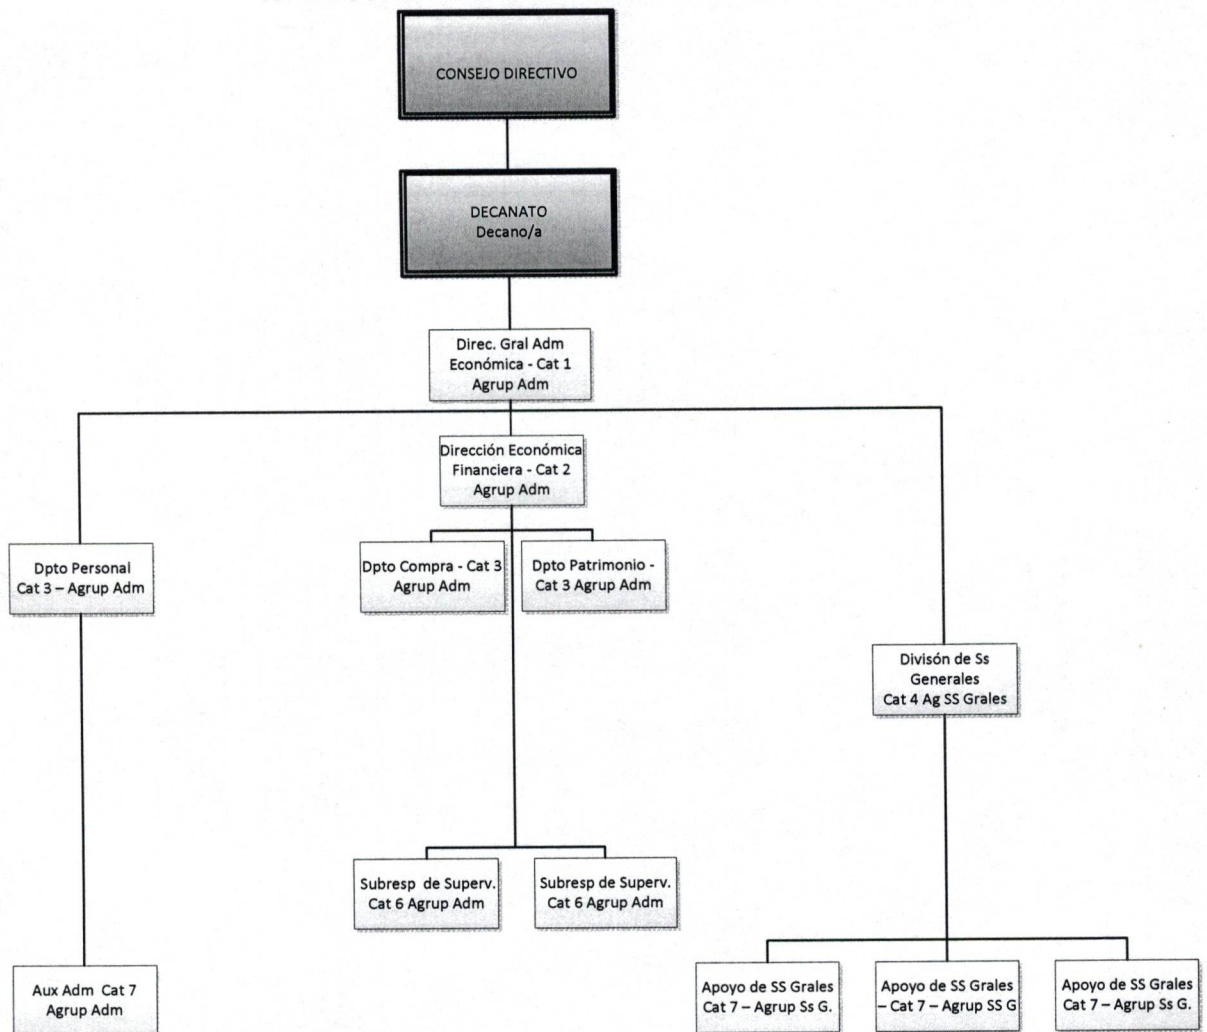 CONSEJO DIRECTIVO
DECANATO
Decano/a
Direc. Gral Adm
Económica - Cat 1
Agrup Adm
Dirección Económica
Financiera - Cat 2
Agrup Adm
Dpto Personal
Cat 3 – Agrup Adm
Dpto Compra - Cat 3
Agrup Adm
Dpto Patrimonio -
Cat 3 Agrup Adm
Divisón de Ss
Generales
Cat 4 Ag SS Grales
Subresp de Superv.
Cat 6 Agrup Adm
Subresp de Superv.
Cat 6 Agrup Adm
Aux Adm Cat 7
Agrup Adm
Apoyo de SS Grales
Cat 7 – Agrup Ss G.
Apoyo de SS Grales
– Cat 7 – Agrup SS G
Apoyo de SS Grales
Cat 7 – Agrup Ss G.